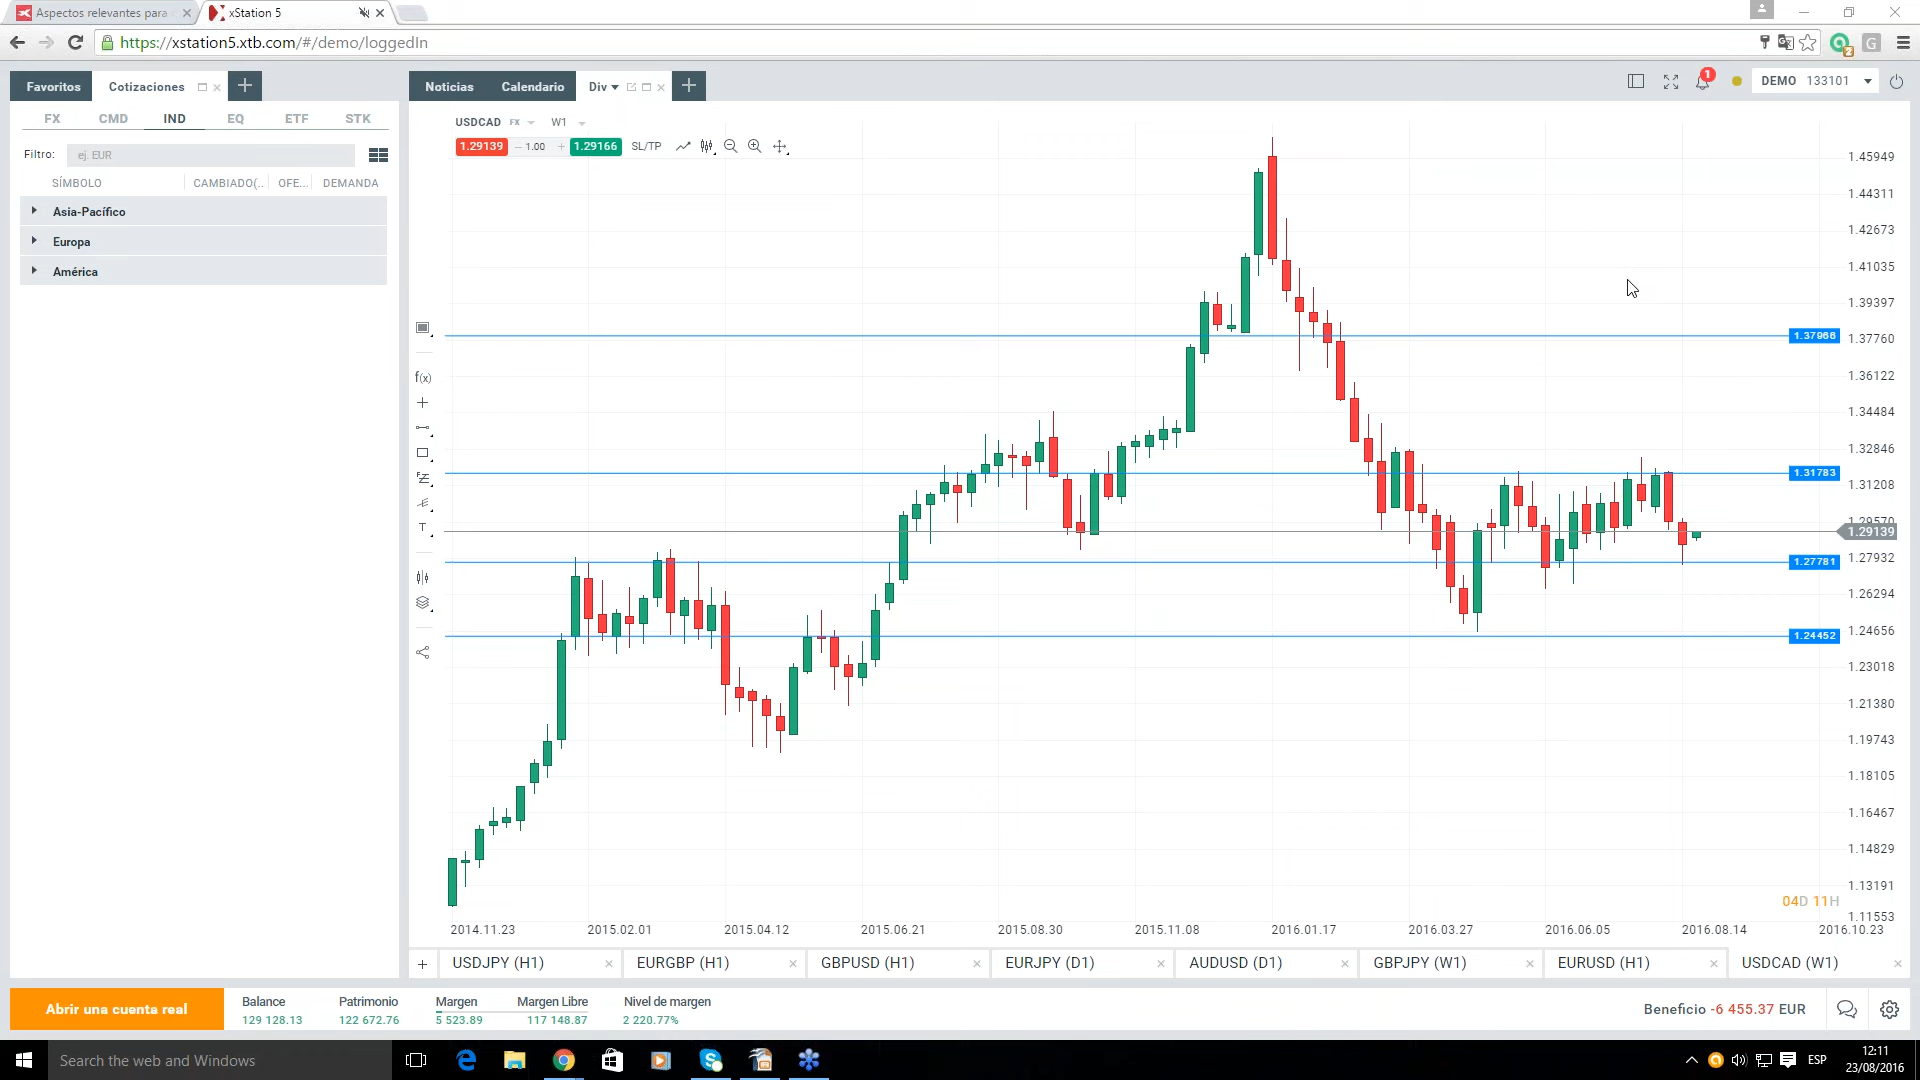 Aspectos relevantes para
xStation 5
https://xstation5.xtb.com/#/demo/loggedIn
2
G
Favoritos
Cotizaciones
Noticias
Calendario
Div
1
DEMO 133101
FX
CMD
IND
EQ
ETF
STK
Filtro:
ej. EUR
SÍMBOLO
CAMBIADO(..
OFE...
DEMANDA
Asia-Pacífico
Europa
América
USDCAD FX
W1
1.29139
1.00
1.29166
SL/TP
f(x)
T
1.45949
1.44311
1.42673
1.41035
1.39397
1.37966
1.37760
1.36122
1.34484
1.32846
1.31783
1.31208
1.29570
1.29139
1.27932
1.27781
1.26294
1.24656
1.24452
1.23018
1.21380
1.19743
1.18105
1.16467
1.14829
1.13191
04D 11H
1.11553
2014.11.23
2015.02.01
2015.04.12
2015.06.21
2015.08.30
2015.11.08
2016.01.17
2016.03.27
2016.06.05
2016.08.14
2016.10.23
USDJPY (H1)
EURGBP (H1)
GBPUSD (H1)
EURJPY (D1)
AUDUSD (D1)
GBPJPY (W1)
EURUSD (H1)
USDCAD (W1)
Abrir una cuenta real
Balance
129 128.13
Patrimonio
122 672.76
Margen
5 523.89
Margen Libre
117 148.87
Nivel de margen
2 220.77%
Beneficio -6 455.37 EUR
Search the web and Windows
ESP
12:11
23/08/2016